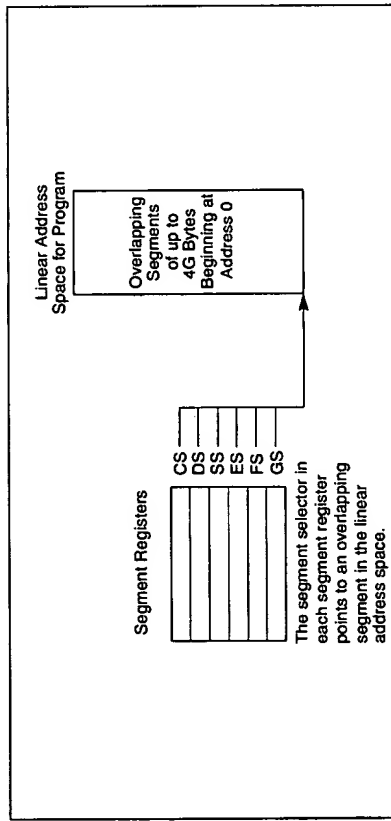 Linear Address
Space for Program
Segment Registers
CS
DS
SS
ES
FS
GS
Overlapping
Segments
of up to
4G Bytes
Beginning at
Address 0
The segment selector in
each segment register
points to an overlapping
segment in the linear
address space.